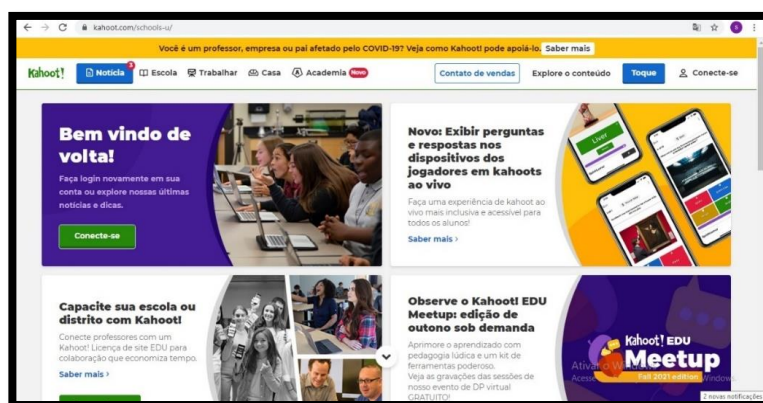 kahoot.com/schools-u/
Você é um professor, empresa ou pai afetado pelo COVID-19? Veja como Kahoot! pode apoiá-lo. Saber mais
Kahoot! Notícia Escola Trabalhar Casa Academia Novo Contato de vendas Explore o conteúdo Toque Conecte-se
Bem vindo de
volta!
Faça login novamente em sua
conta ou explore nossas últimas
notícias e dicas.
Conecte-se
Novo: Exibir perguntas
e respostas nos
dispositivos dos
jogadores em kahoots
ao vivo
Faça uma experiência de kahoot ao
vivo mais inclusiva e acessível para
todos os alunos!
Saber mais >
Liver
Capacite sua escola ou
distrito com Kahoot!
Conecte professores com um
Kahoot! Licença de site EDU para
colaboração que economiza tempo.
Saber mais >
Observe o Kahoot! EDU
Meetup: edição de
outono sob demanda
Aprimore o aprendizado com
pedagogia lúdica e um kit de
ferramentas poderoso.
Veja as gravações das sessões de
nosso evento de DP virtual
GRATUITO!
Kahoot! EDU
Meetup
Fall 2021 edition
2 novas notificações